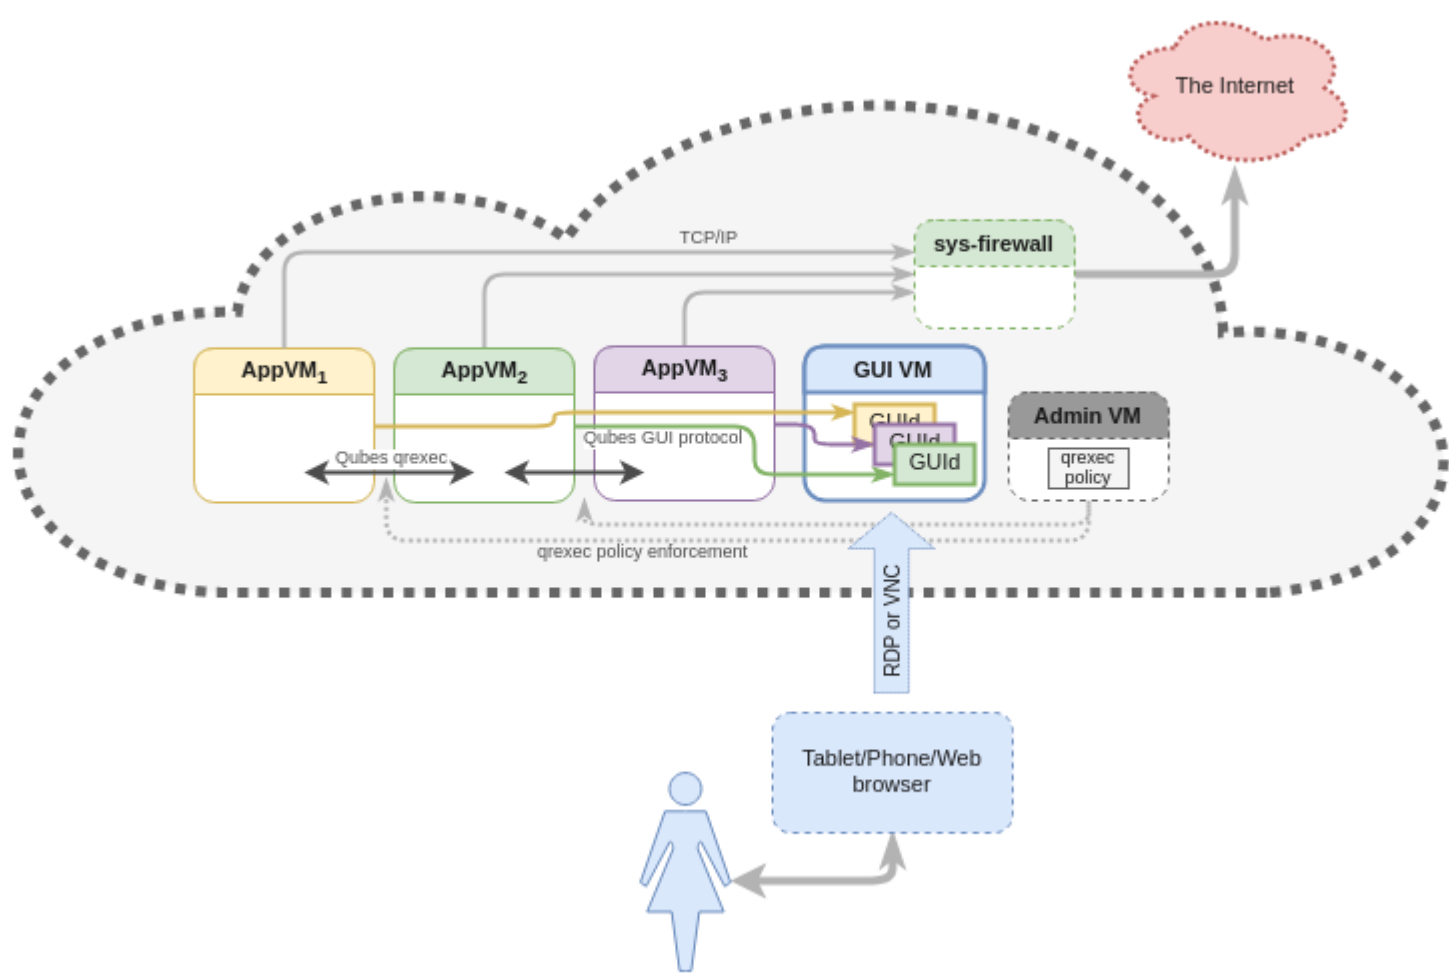 The Internet
TCP/IP
sys-firewall
AppVM1
AppVM2
AppVM3
GUI VM
Admin VM
GUId
GUId
GUId
Qubes GUI protocol
Qubes qrexec
qrexec
policy
qrexec policy enforcement
RDP or VNC
Tablet/Phone/Web
browser